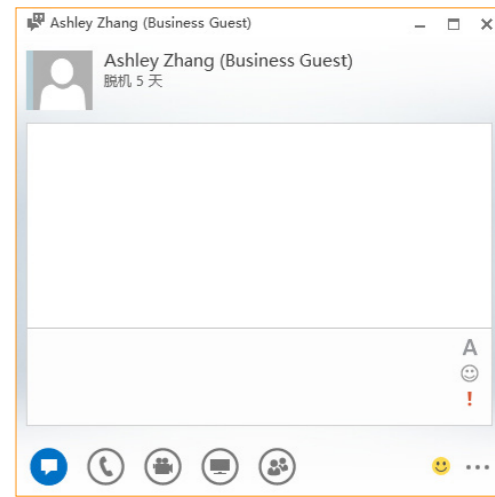 Ashley Zhang (Business Guest)
Ashley Zhang (Business Guest)
脱机 5 天
A
!